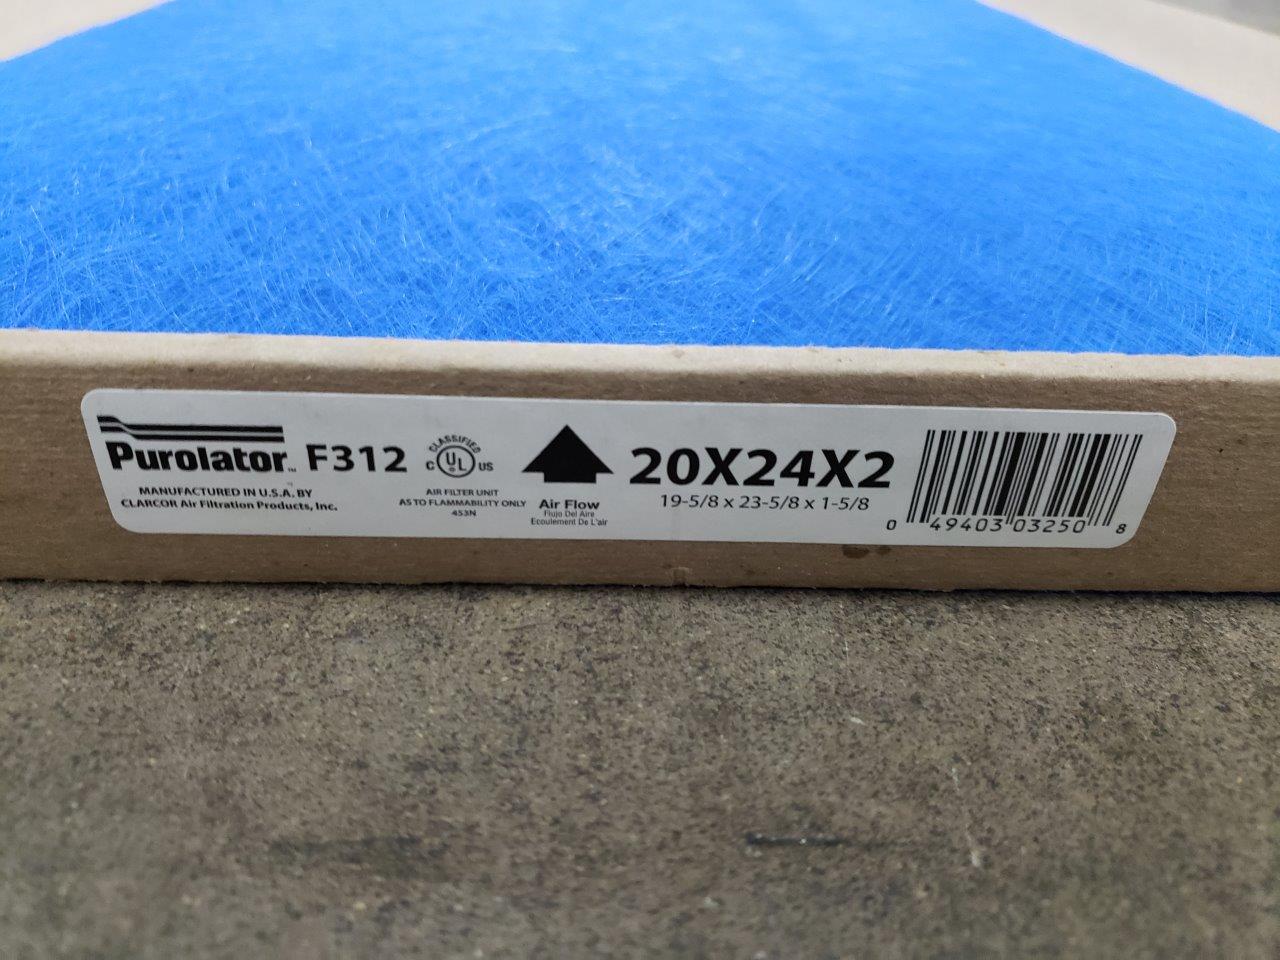 Purolator™ F312
MANUFACTURED IN U.S.A. BY
CLARCOR Air Filtration Products, Inc.
CLASSIFIED
C UL US
AIR FILTER UNIT
AS TO FLAMMABILITY ONLY
453N
Air Flow
Flujo Del Aire
Ecoulement De L'air
20X24X2
19-5/8 x 23-5/8 x 1-5/8
0 49403 03250 8